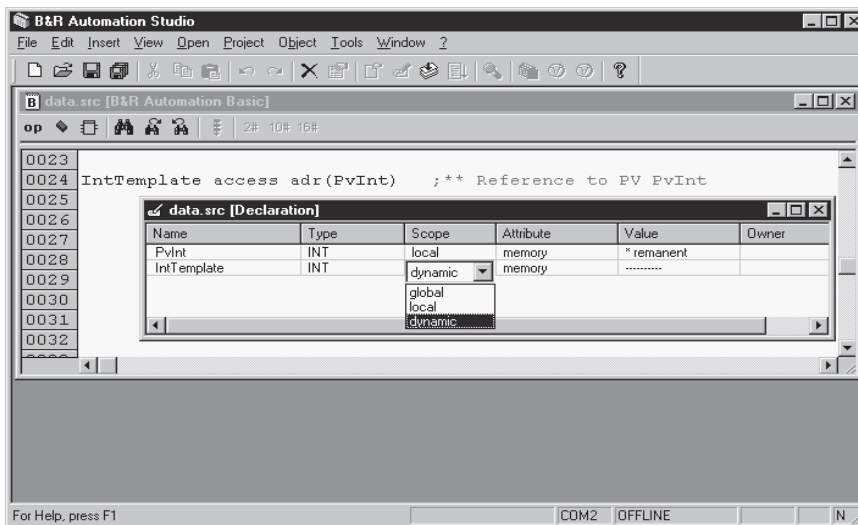 B&R Automation Studio
File Edit Insert View Open Project Object Tools Window ?
B data.src [B&R Automation Basic]
op 2# 10# 16#
0023
0024 IntTemplate access adr(PvInt) ;** Reference to PV PvInt
0025
0026
0027
0028
0029
0030
0031
0032
data.src [Declaration]
Name Type Scope Attribute Value Owner
PvInt INT local memory * remanent
IntTemplate INT dynamic memory ----------
global
local
dynamic
For Help, press F1 COM2 OFFLINE N